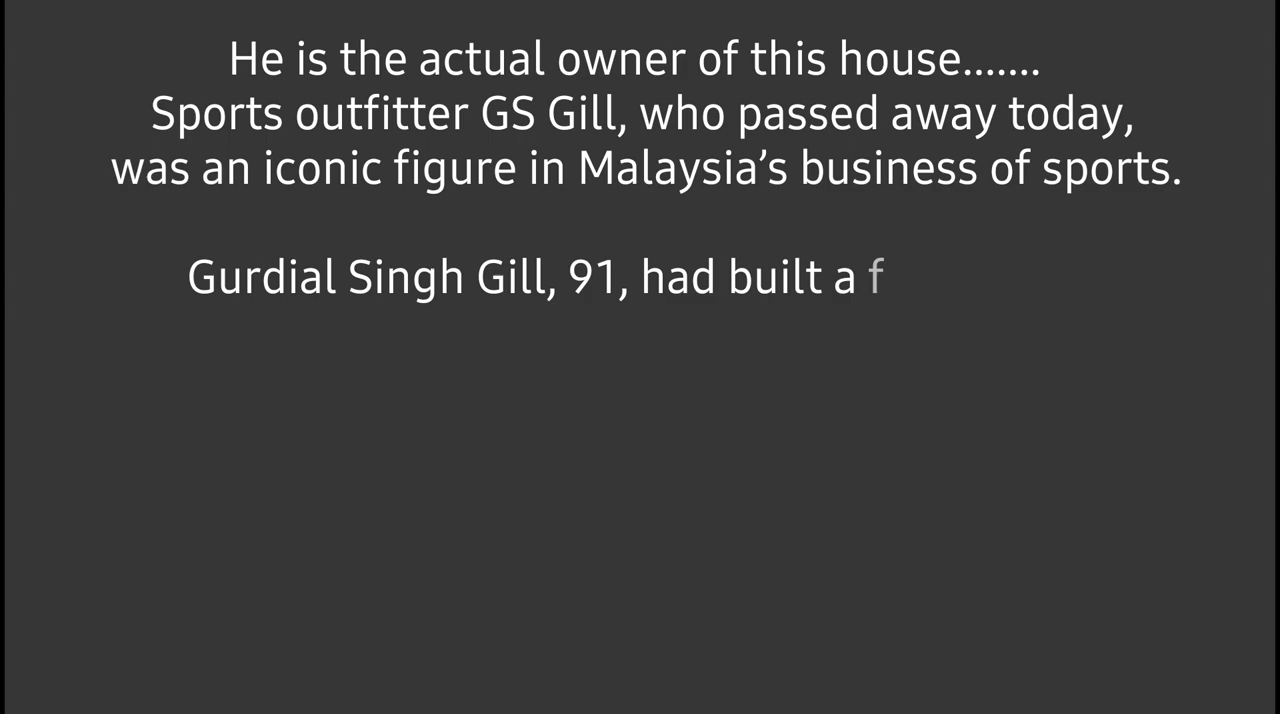 He is the actual owner of this house.......
Sports outfitter GS Gill, who passed away today,
was an iconic figure in Malaysia’s business of sports.
Gurdial Singh Gill, 91, had built a f